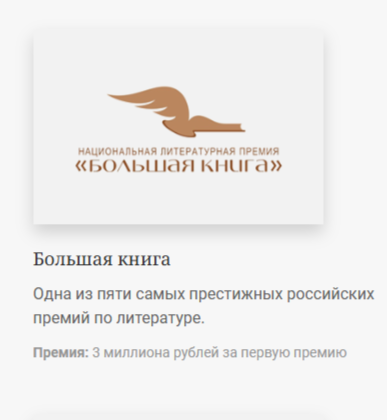 НАЦИОНАЛЬНАЯ ЛИТЕРАТУРНАЯ ПРЕМИЯ
«БОЛЬШАЯ КНИГА»
Большая книга
Одна из пяти самых престижных российских
премий по литературе.
Премия: 3 миллиона рублей за первую премию